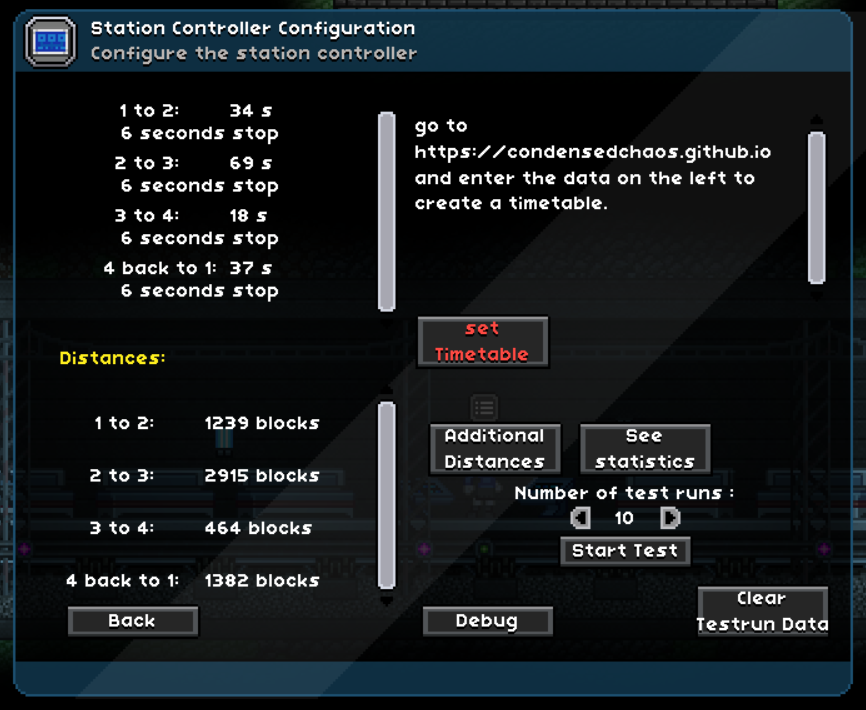 Station Controller Configuration
Configure the station controller
1 to 2: 34 s
6 seconds stop
2 to 3: 69 s
6 seconds stop
3 to 4: 18 s
6 seconds stop
4 back to 1: 37 s
6 seconds stop
go to
https://condensedchaos.github.io
and enter the data on the left to
create a timetable.
set
Timetable
Distances:
1 to 2: 1239 blocks
2 to 3: 2915 blocks
3 to 4: 464 blocks
4 back to 1: 1382 blocks
Additional
Distances
See
statistics
Number of test runs :
10
Start Test
Back
Debug
Clear
Testrun Data